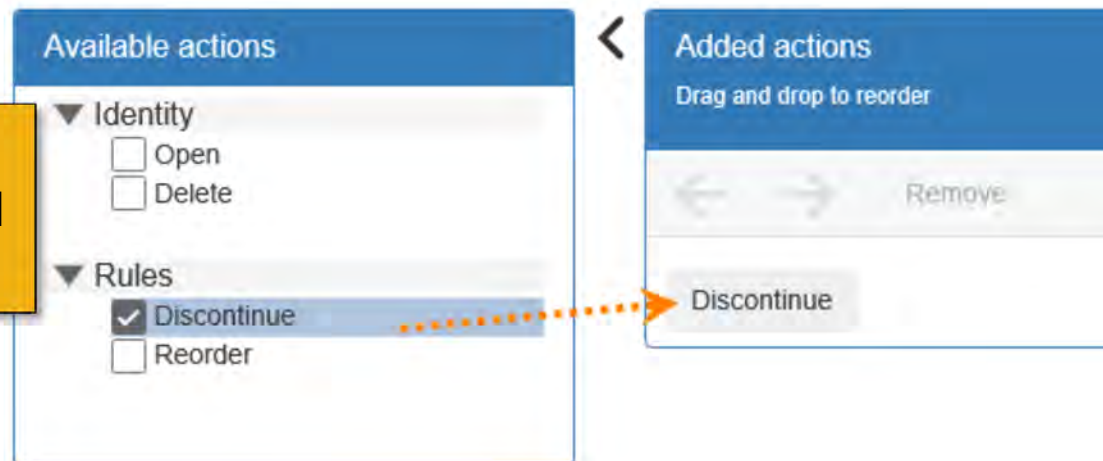 Available actions
Identity
Open
Delete
Rules
Discontinue
Reorder
Added actions
Drag and drop to reorder
Remove
Discontinue